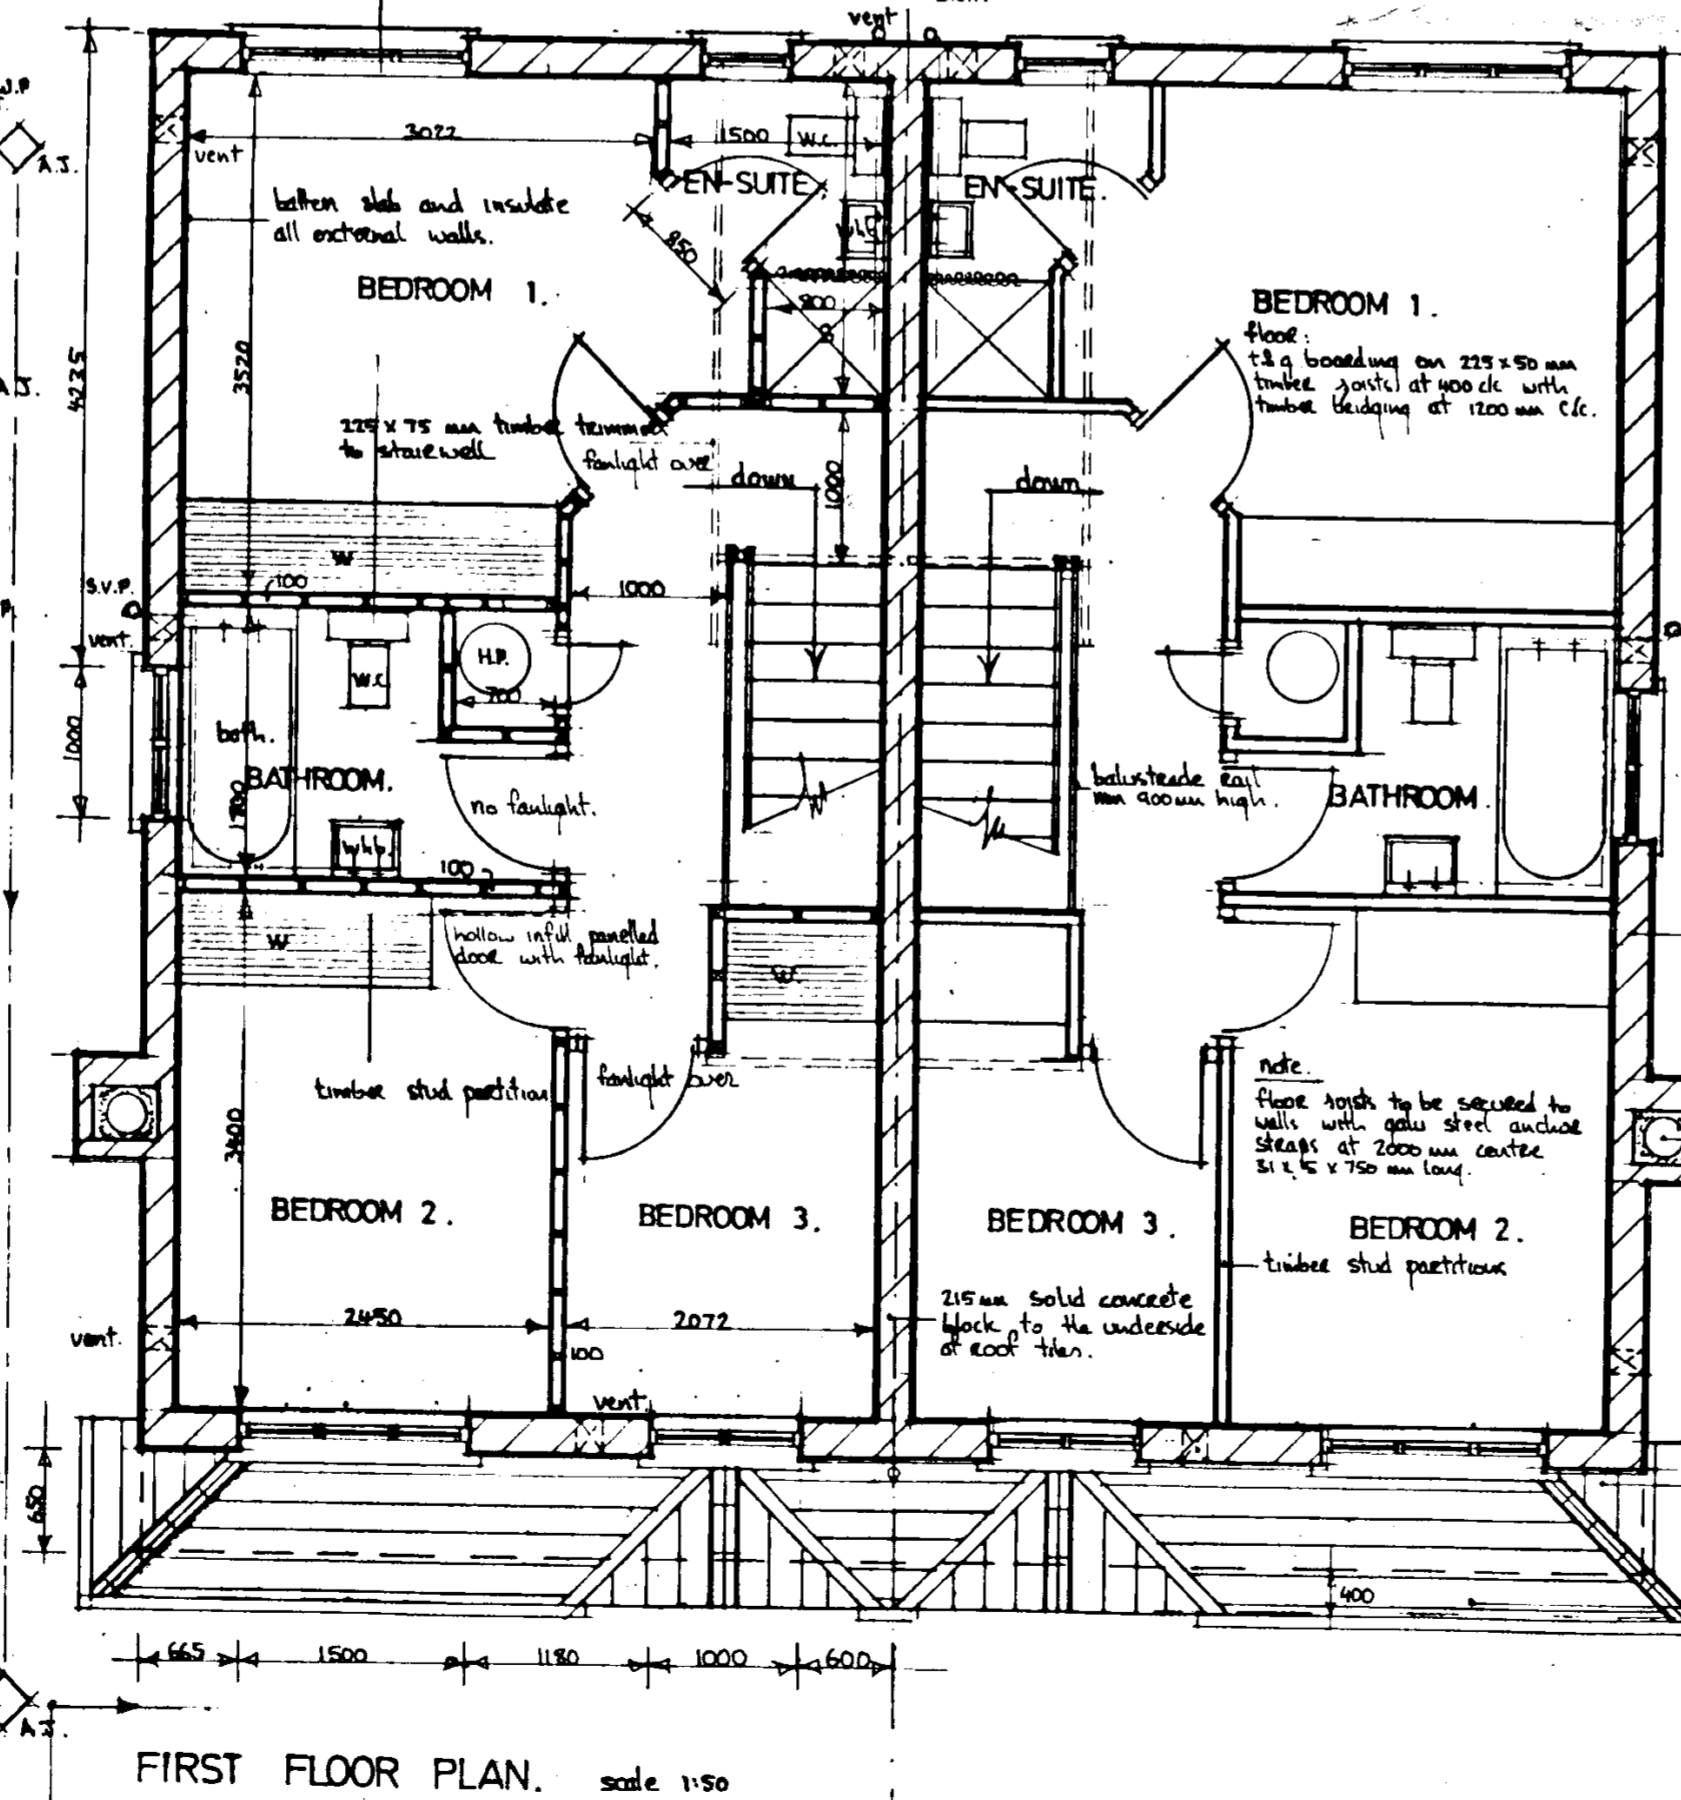 vent
A.J.
3022
1500
W.C.
vent
EN-SUITE.
EN-SUITE.
batten slab and insulate
all external walls.
whb
850
BEDROOM 1.
BEDROOM 1.
800
floor:
t.&g boarding on 225 x 50 mm
timber joists at 400 c/c with
timber bridging at 1200 mm c/c.
4235
3520
225 x 75 mm timber trimmer
to stairwell
fanlight over
down
down
1000
W
S.V.P.
100
1000
vent.
H.P.
W.C.
700
1000
bath.
BATHROOM.
no fanlight.
balustrade rail
min 900mm high.
BATHROOM.
1700
whb.
100
W
hollow infill panelled
door with fanlight.
W.
timber stud partition
fanlight over
note.
floor joists to be secured to
walls with galv steel anchor
straps at 2000 mm centre
31 x 5 x 750 mm long.
3400
BEDROOM 2.
BEDROOM 3.
BEDROOM 3.
BEDROOM 2.
timber stud partitions
215mm solid concrete
block to the underside
of roof tiles.
2450
2072
vent.
100
vent.
650
400
665
1500
1180
1000
600
A.J.
FIRST FLOOR PLAN. scale 1:50